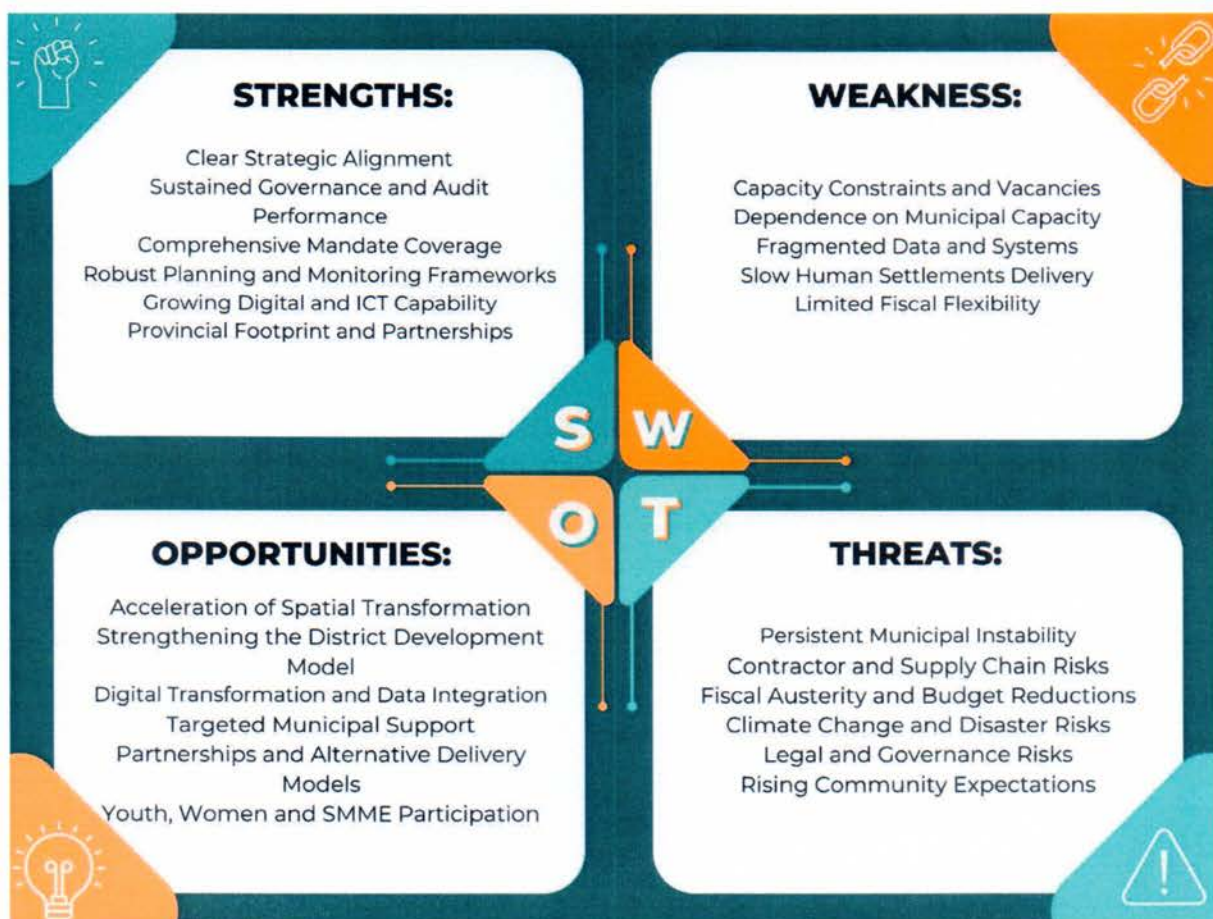 STRENGTHS:
Clear Strategic Alignment
Sustained Governance and Audit
Performance
Comprehensive Mandate Coverage
Robust Planning and Monitoring Frameworks
Growing Digital and ICT Capability
Provincial Footprint and Partnerships
WEAKNESS:
Capacity Constraints and Vacancies
Dependence on Municipal Capacity
Fragmented Data and Systems
Slow Human Settlements Delivery
Limited Fiscal Flexibility
S W
O T
OPPORTUNITIES:
Acceleration of Spatial Transformation
Strengthening the District Development
Model
Digital Transformation and Data Integration
Targeted Municipal Support
Partnerships and Alternative Delivery
Models
Youth, Women and SMME Participation
THREATS:
Persistent Municipal Instability
Contractor and Supply Chain Risks
Fiscal Austerity and Budget Reductions
Climate Change and Disaster Risks
Legal and Governance Risks
Rising Community Expectations